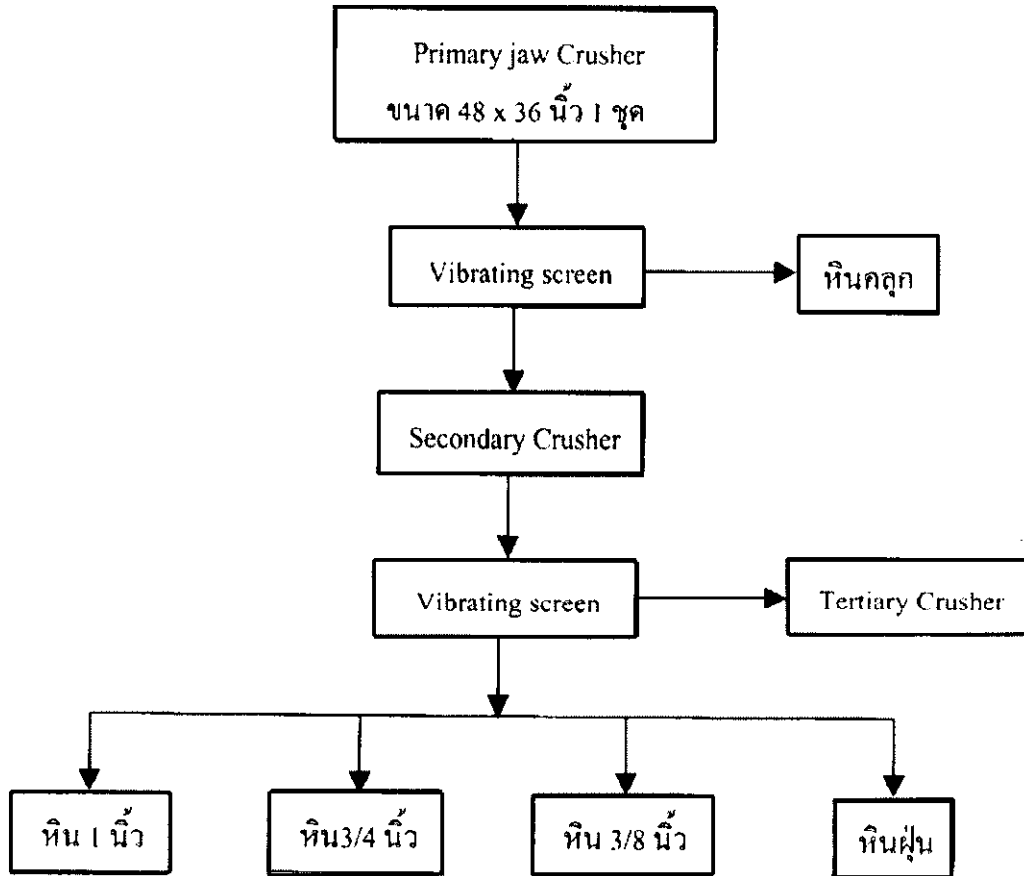 Primary jaw Crusher
ขนาด 48 x 36 นิ้ว 1 ชุด
Vibrating screen
หินคลุก
Secondary Crusher
Vibrating screen
Tertiary Crusher
หิน 1 นิ้ว
หิน3/4 นิ้ว
หิน 3/8 นิ้ว
หินฝุ่น